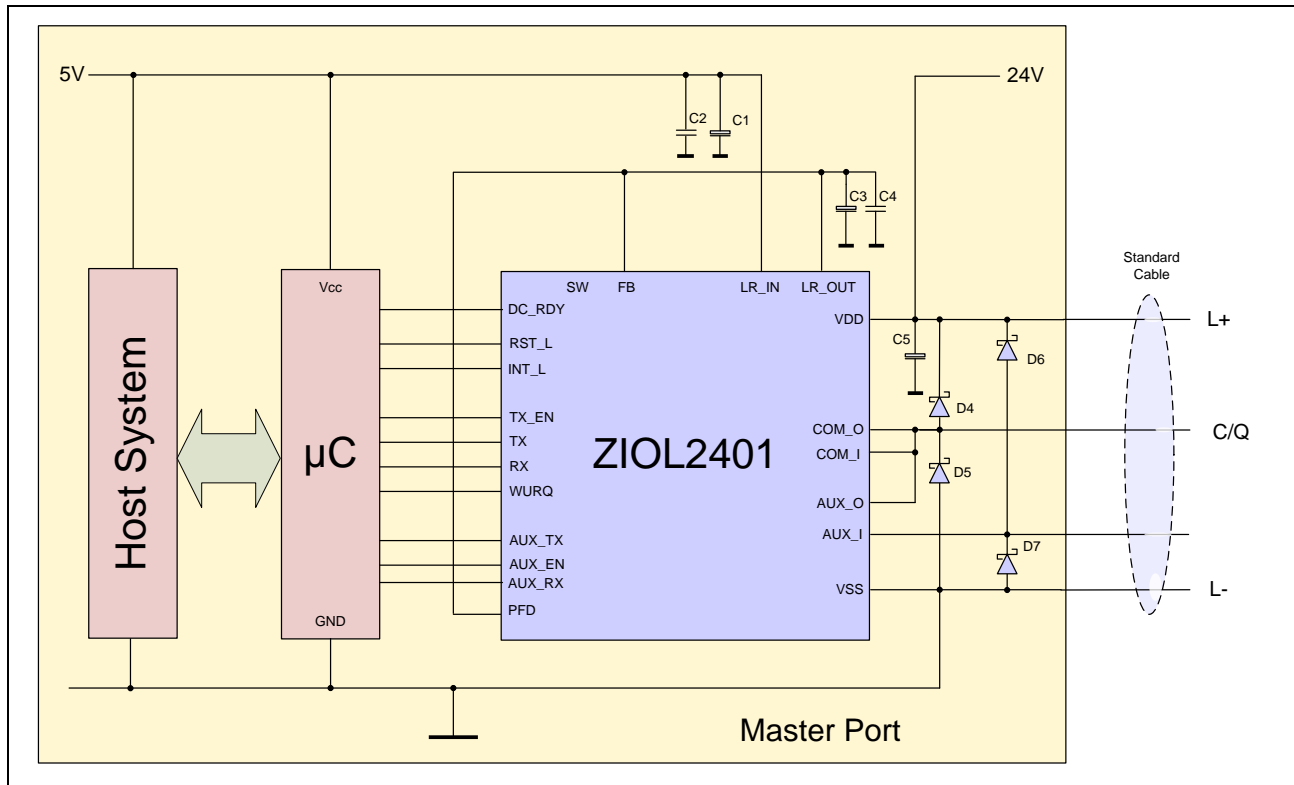 5V
24V
C2
C1
C3
C4
Standard
Cable
Vcc
SW
FB
LR_IN
LR_OUT
DC_RDY
VDD
L+
RST_L
C5
D6
INT_L
D4
TX_EN
COM_O
C/Q
TX
COM_I
Host System
µC
ZIOL2401
RX
D5
WURQ
AUX_O
AUX_TX
AUX_I
D7
AUX_EN
AUX_RX
VSS
L-
PFD
GND
Master Port